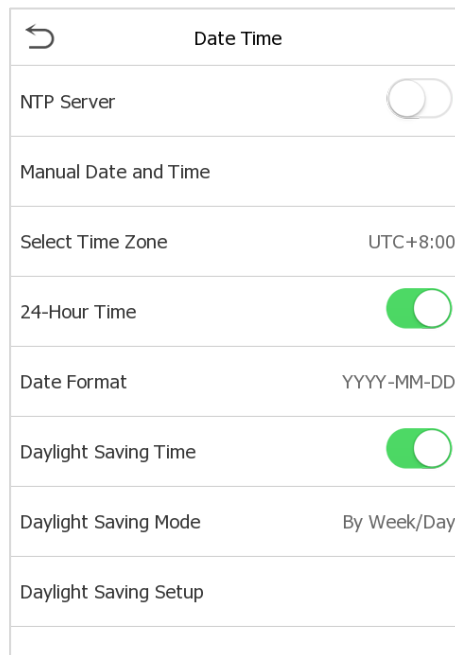 Date Time
NTP Server
Manual Date and Time
Select Time Zone UTC+8:00
24-Hour Time
Date Format YYYY-MM-DD
Daylight Saving Time
Daylight Saving Mode By Week/Day
Daylight Saving Setup